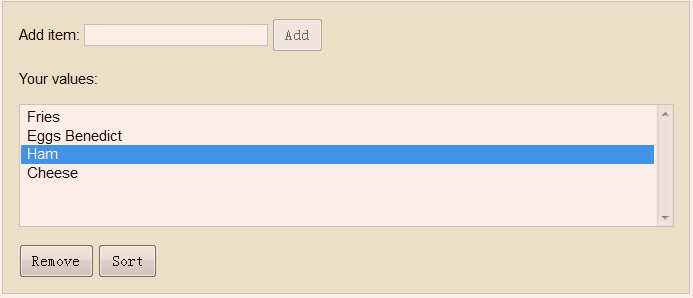 Add item: Add
Your values:
Fries
Eggs Benedict
Ham
Cheese
Remove Sort